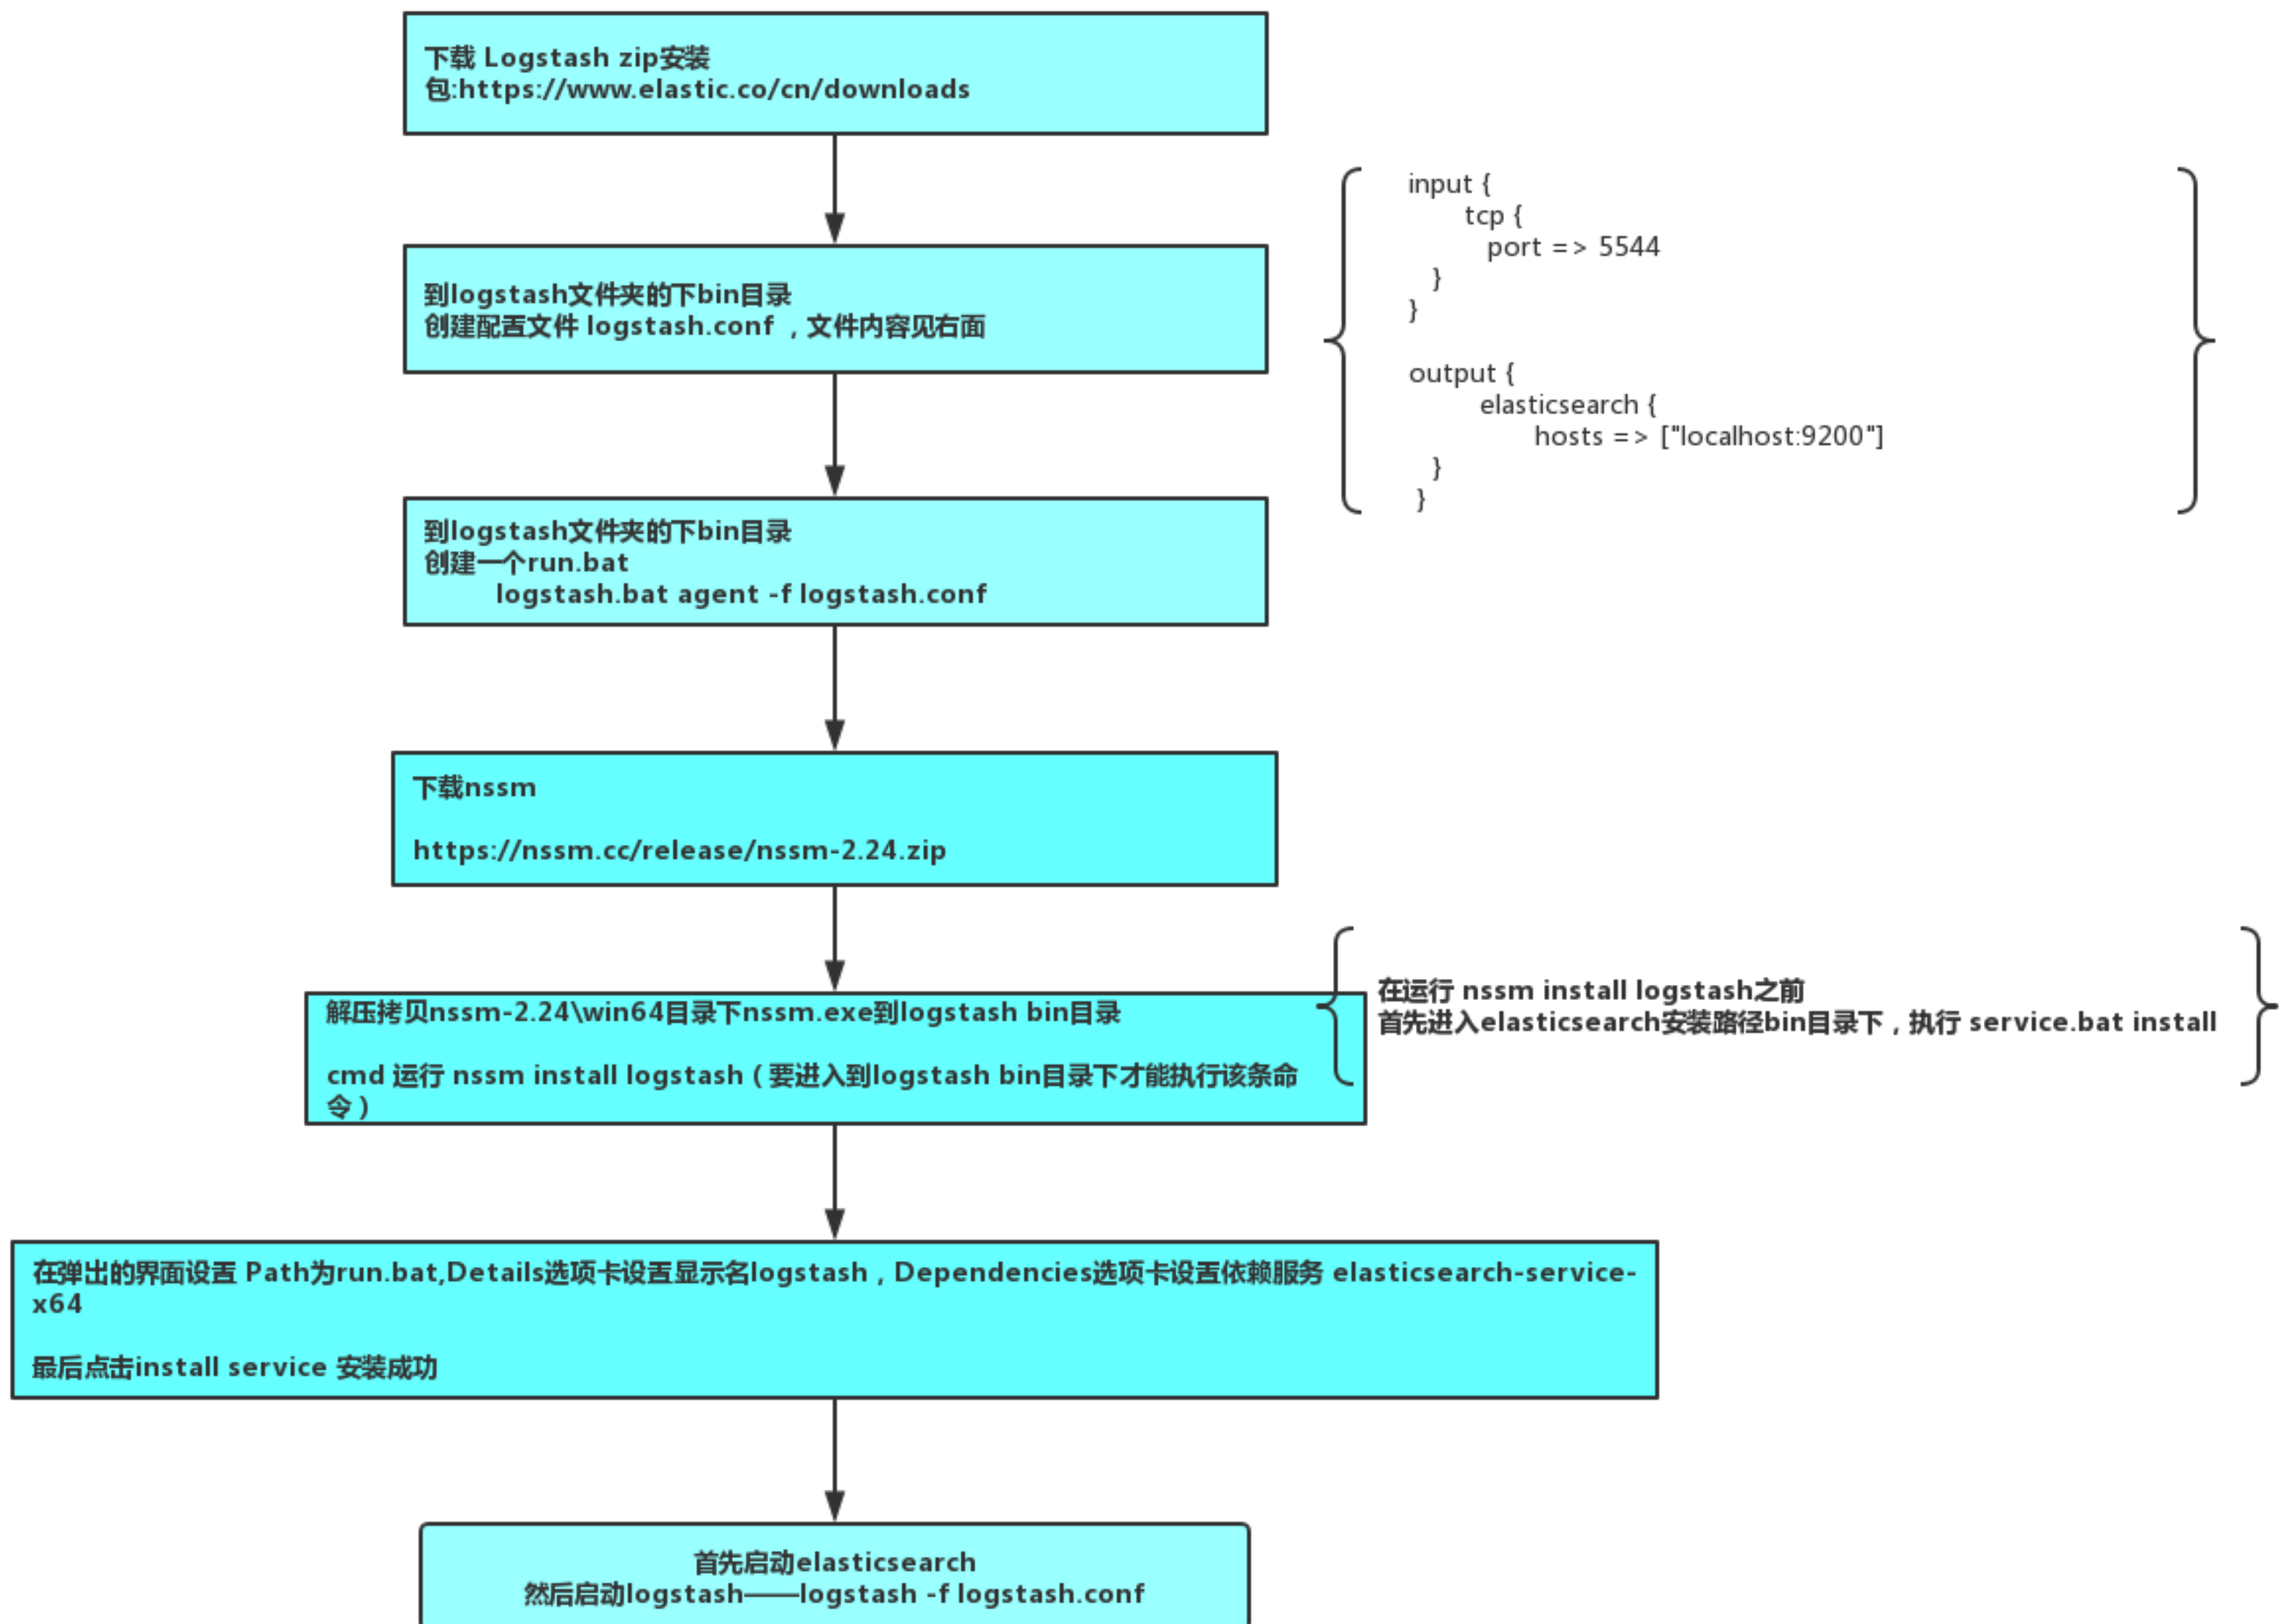 下载 Logstash zip安装
包:https://www.elastic.co/cn/downloads
input {
tcp {
port => 5544
}
}
output {
elasticsearch {
hosts => ["localhost:9200"]
}
}
到logstash文件夹的下bin目录
创建配置文件 logstash.conf ，文件内容见右面
到logstash文件夹的下bin目录
创建一个run.bat
logstash.bat agent -f logstash.conf
下载nssm
https://nssm.cc/release/nssm-2.24.zip
解压拷贝nssm-2.24\win64目录下nssm.exe到logstash bin目录
cmd 运行 nssm install logstash（要进入到logstash bin目录下才能执行该条命
令）
在运行 nssm install logstash之前
首先进入elasticsearch安装路径bin目录下，执行 service.bat install
在弹出的界面设置 Path为run.bat,Details选项卡设置显示名logstash，Dependencies选项卡设置依赖服务 elasticsearch-service-
x64
最后点击install service 安装成功
首先启动elasticsearch
然后启动logstash——logstash -f logstash.conf